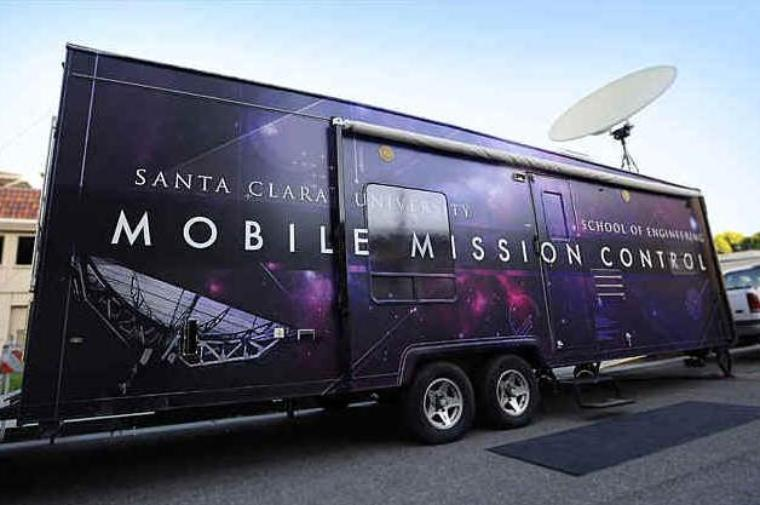 SANTA CLARA UNIVERSITY
SCHOOL OF ENGINEERING
MOBILE MISSION CONTROL